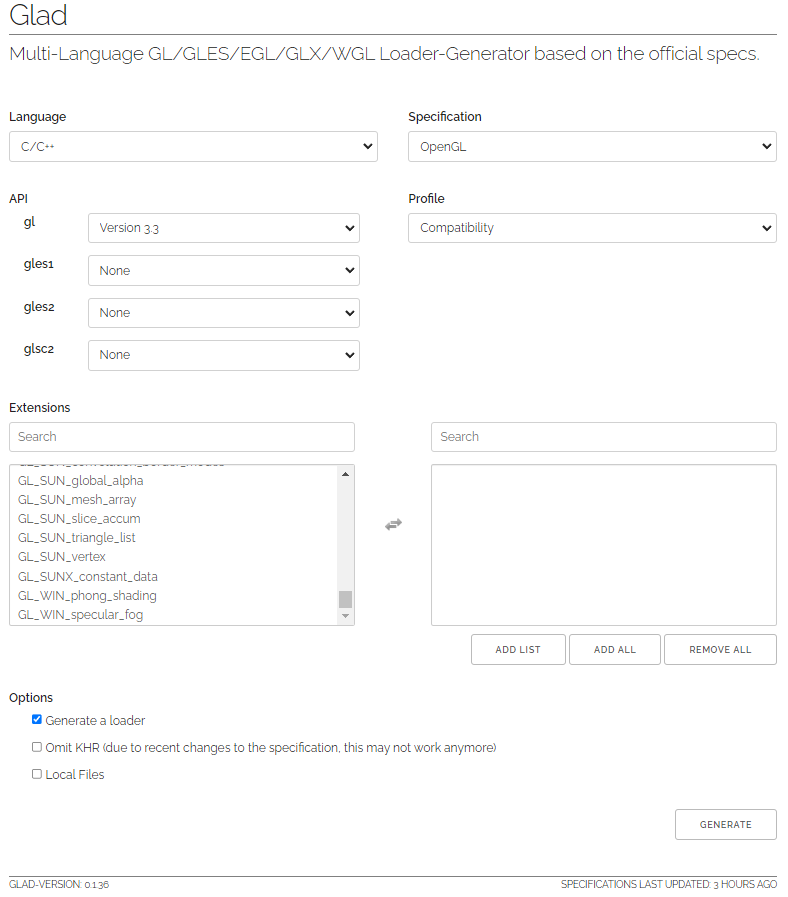 Glad
Multi-Language GL/GLES/EGL/GLX/WGL Loader-Generator based on the official specs.
Language
C/C++
Specification
OpenGL
API
gl
Version 3.3
gles1
None
gles2
None
glsc2
None
Profile
Compatibility
Extensions
Search
GL_SUN_convolution_border_modes
GL_SUN_global_alpha
GL_SUN_mesh_array
GL_SUN_slice_accum
GL_SUN_triangle_list
GL_SUN_vertex
GL_SUNX_constant_data
GL_WIN_phong_shading
GL_WIN_specular_fog
Search
ADD LIST
ADD ALL
REMOVE ALL
Options
Generate a loader
Omit KHR (due to recent changes to the specification, this may not work anymore)
Local Files
GENERATE
GLAD-VERSION: 0.1.36
SPECIFICATIONS LAST UPDATED: 3 HOURS AGO